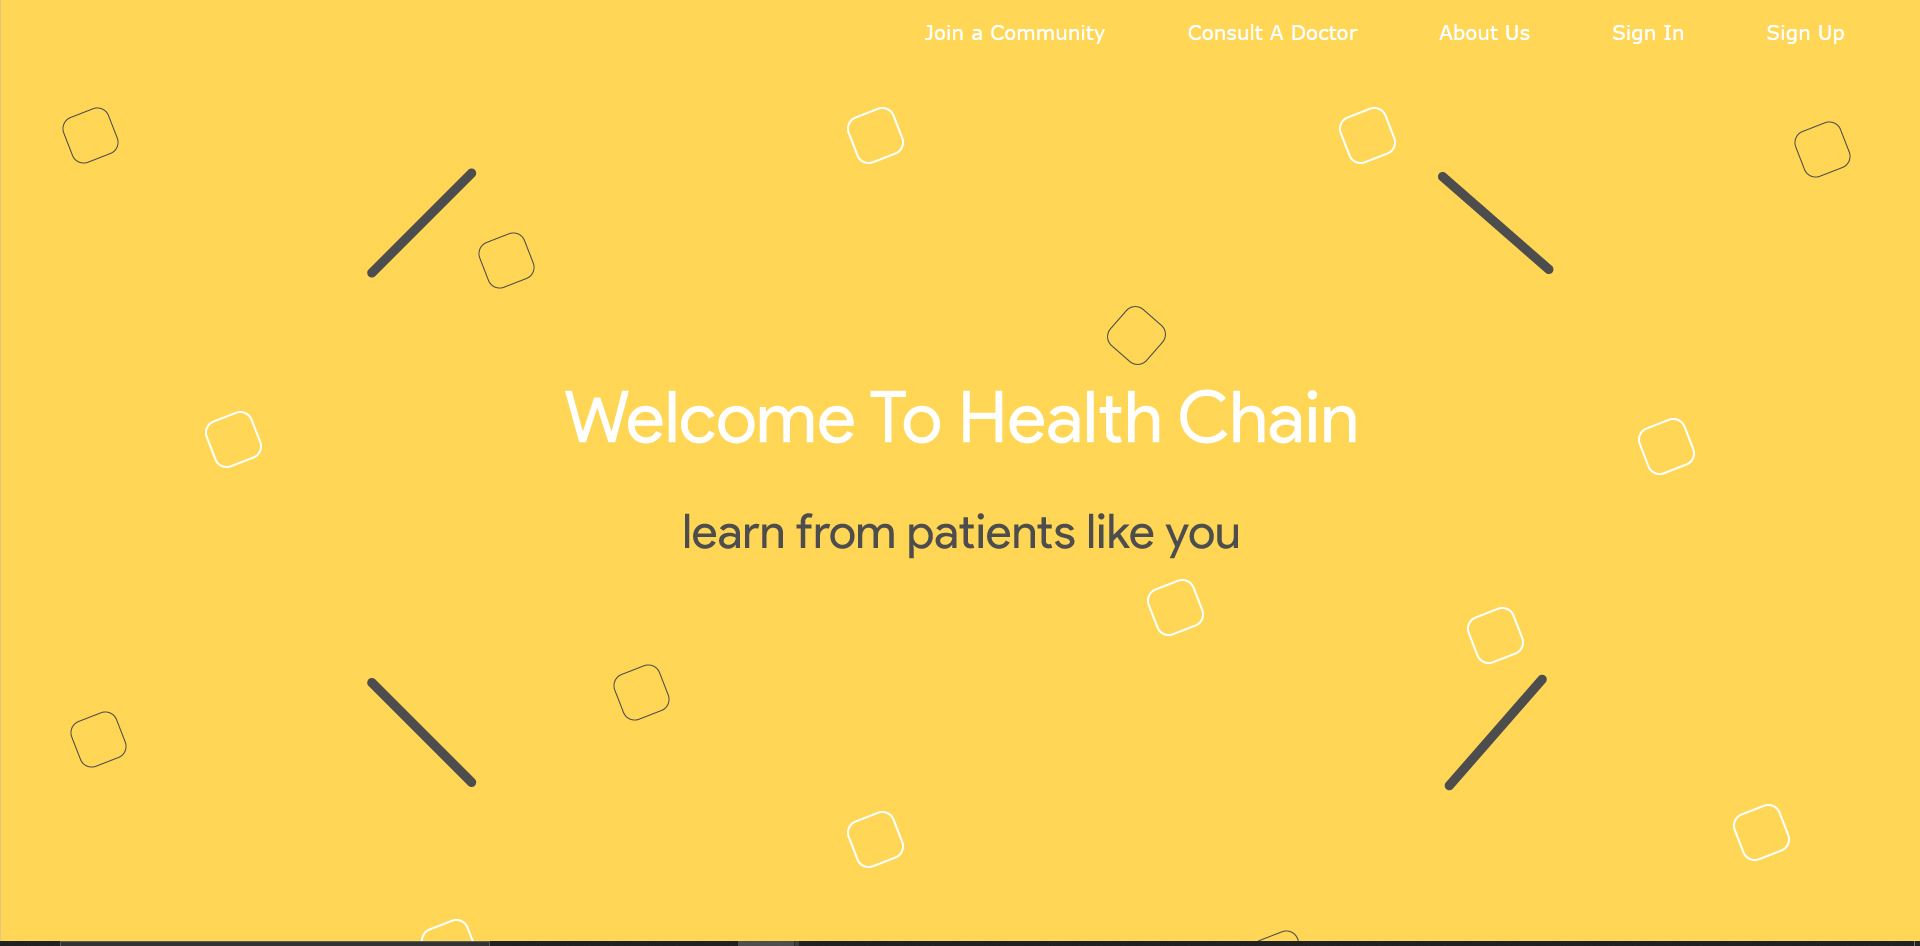 Join a Community Consult A Doctor About Us Sign In Sign Up
Welcome To Health Chain
learn from patients like you